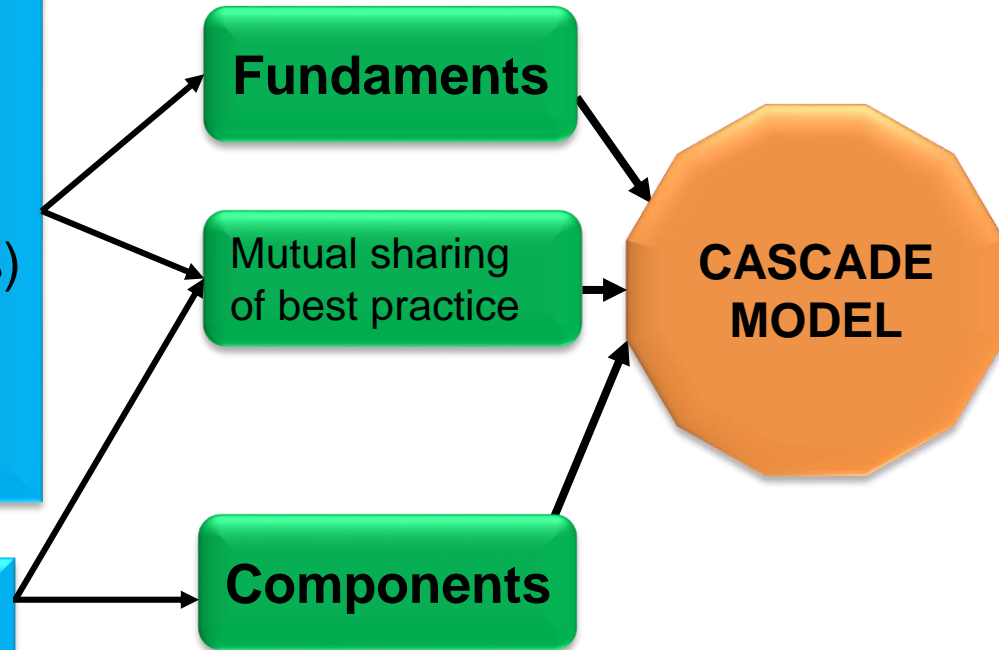 Fundaments
Mutual sharing
of best practice
CASCADE
MODEL
Components